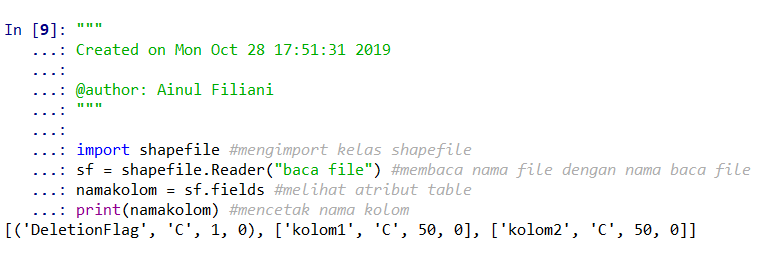 In [9]: """
...: Created on Mon Oct 28 17:51:31 2019
...:
...: @author: Ainul Filiani
...: """
...:
...: import shapefile #mengimport kelas shapefile
...: sf = shapefile.Reader("baca file") #membaca nama file dengan nama baca file
...: namakolom = sf.fields #melihat atribut table
...: print(namakolom) #mencetak nama kolom
[('DeletionFlag', 'C', 1, 0), ['kolom1', 'C', 50, 0], ['kolom2', 'C', 50, 0]]